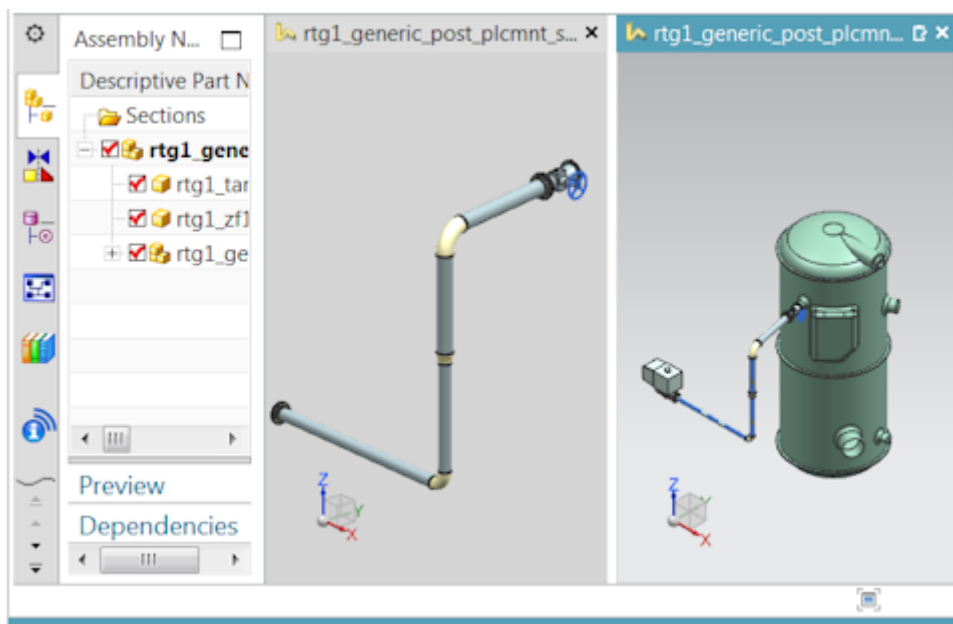 Assembly N...
rtg1_generic_post_plcmnt_s...
rtg1_generic_post_plcmn...
Descriptive Part N
Sections
rtg1_gene
rtg1_tar
rtg1_zf1
rtg1_ge
Preview
Dependencies
Z
Y
X
Z
Y
X